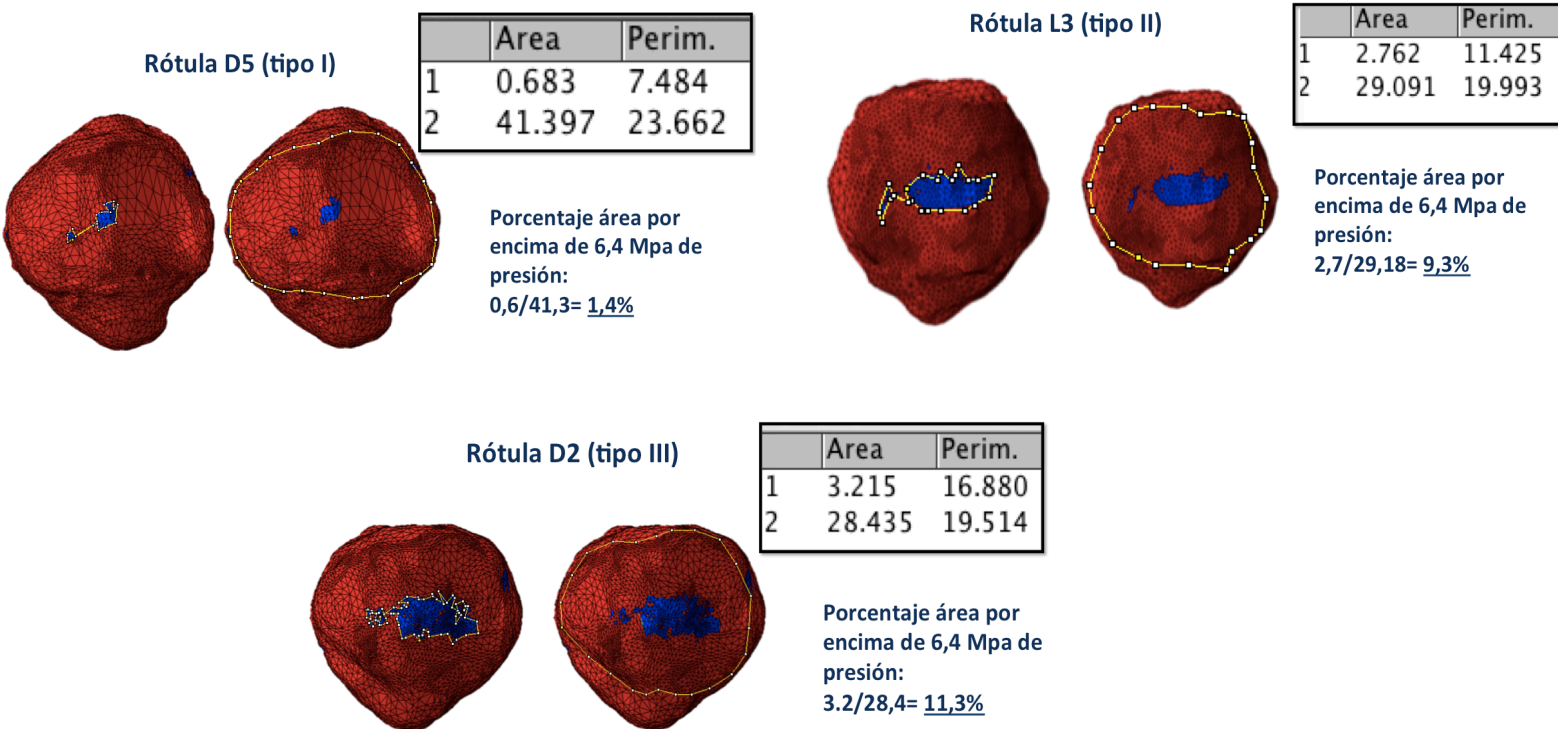 Rótula D5 (tipo I)
Area Perim.
1 0.683 7.484
2 41.397 23.662
Porcentaje área por
encima de 6,4 Mpa de
presión:
0,6/41,3= 1,4%
Rótula L3 (tipo II)
Area Perim.
1 2.762 11.425
2 29.091 19.993
Porcentaje área por
encima de 6,4 Mpa de
presión:
2,7/29,18= 9,3%
Rótula D2 (tipo III)
Area Perim.
1 3.215 16.880
2 28.435 19.514
Porcentaje área por
encima de 6,4 Mpa de
presión:
3.2/28,4= 11,3%